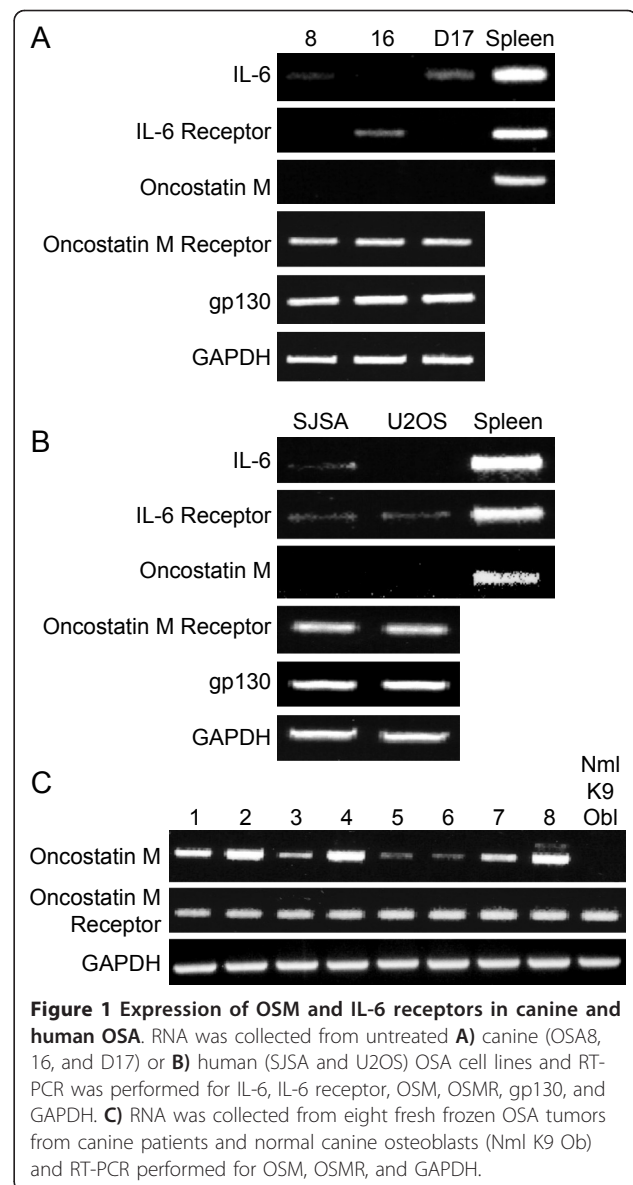 A
8 16 D17 Spleen
IL-6
IL-6 Receptor
Oncostatin M
Oncostatin M Receptor
gp130
GAPDH
B
SJSA U2OS Spleen
IL-6
IL-6 Receptor
Oncostatin M
Oncostatin M Receptor
gp130
GAPDH
C
Nml
K9
Obl
1 2 3 4 5 6 7 8
Oncostatin M
Oncostatin M
Receptor
GAPDH
Figure 1 Expression of OSM and IL-6 receptors in canine and
human OSA. RNA was collected from untreated A) canine (OSA8,
16, and D17) or B) human (SJSA and U2OS) OSA cell lines and RT-
PCR was performed for IL-6, IL-6 receptor, OSM, OSMR, gp130, and
GAPDH. C) RNA was collected from eight fresh frozen OSA tumors
from canine patients and normal canine osteoblasts (Nml K9 Ob)
and RT-PCR performed for OSM, OSMR, and GAPDH.